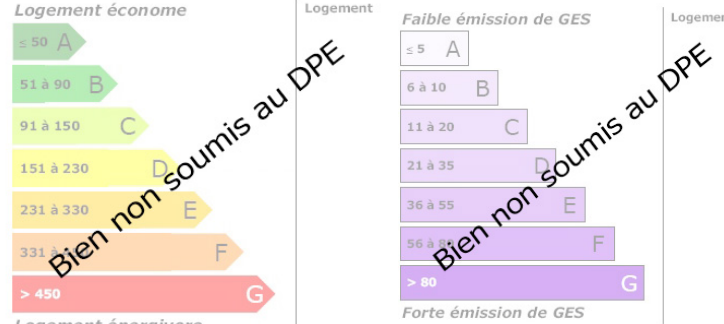 Logement économe
Logement
≤ 50 A
51 à 90 B
91 à 150 C
151 à 230 D
231 à 330 E
331 à F
> 450 G
Logement énergivore
Bien non soumis au DPE
Faible émission de GES
Logemen
≤ 5 A
6 à 10 B
11 à 20 C
21 à 35 D
36 à 55 E
56 à 80 F
> 80 G
Forte émission de GES
Bien non soumis au DPE